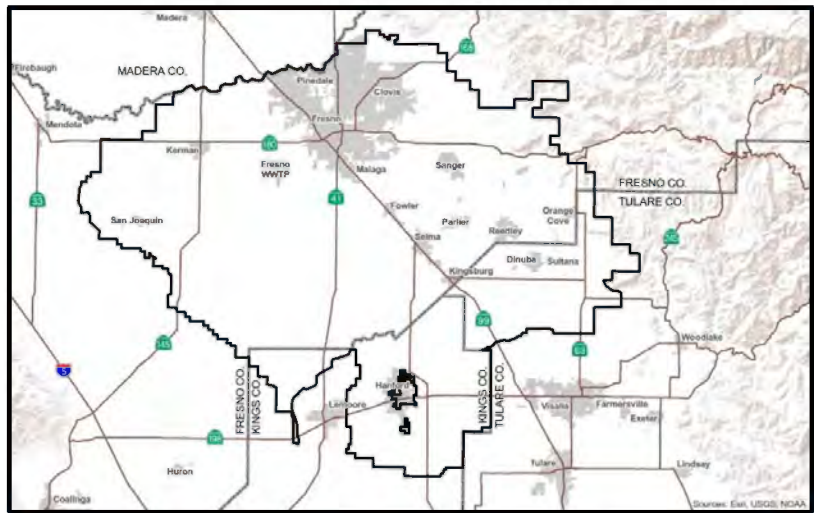 Madera
Firebaugh
MADERA CO.
Pinedale
Clovis
Mendota
Fresno
Kerman
180
Fresno
WWTP
Malaga
Sanger
33
41
Fowler
San Joaquin
Parlier
Orange
Cove
FRESNO CO.
TULARE CO.
Selma
Reedley
Dinuba
Sultana
245
Kingsburg
99
145
63
Woodlake
5
FRESNO CO.
KINGS CO.
Hanford
KINGS CO.
TULARE CO.
Lemoore
Visalia
Farmersville
Exeter
198
Huron
Tulare
Lindsay
Coalinga
Sources: Esri, USGS, NOAA